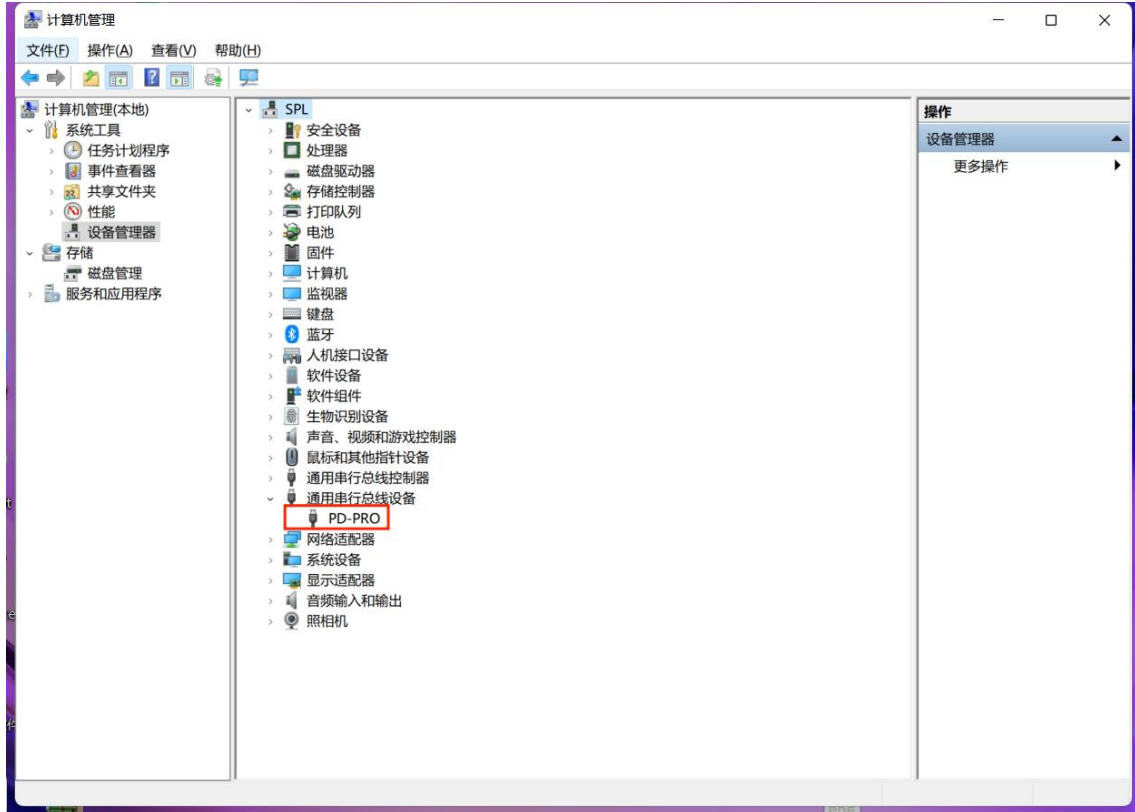 计算机管理
文件(F) 操作(A) 查看(V) 帮助(H)
计算机管理(本地)
系统工具
任务计划程序
事件查看器
共享文件夹
性能
设备管理器
存储
磁盘管理
服务和应用程序
SPL
安全设备
处理器
磁盘驱动器
存储控制器
打印队列
电池
固件
计算机
监视器
键盘
蓝牙
人机接口设备
软件设备
软件组件
生物识别设备
声音、视频和游戏控制器
鼠标和其他指针设备
通用串行总线控制器
通用串行总线设备
PD-PRO
网络适配器
系统设备
显示适配器
音频输入和输出
照相机
操作
设备管理器
更多操作